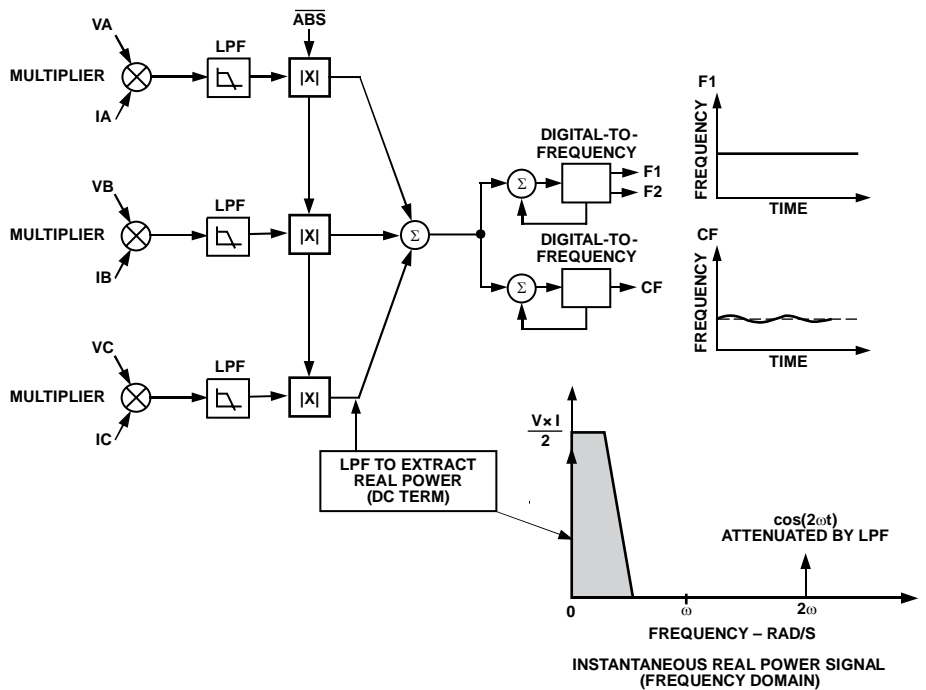 VA
MULTIPLIER
IA
LPF
ABS
|X|
VB
MULTIPLIER
IB
LPF
|X|
VC
MULTIPLIER
IC
LPF
|X|
Σ
DIGITAL-TO-
FREQUENCY
Σ
F1
F2
DIGITAL-TO-
FREQUENCY
Σ
CF
F1
FREQUENCY
TIME
CF
FREQUENCY
TIME
LPF TO EXTRACT
REAL POWER
(DC TERM)
V × I
2
cos(2ωt)
ATTENUATED BY LPF
0
ω
2ω
FREQUENCY – RAD/S
INSTANTANEOUS REAL POWER SIGNAL
(FREQUENCY DOMAIN)